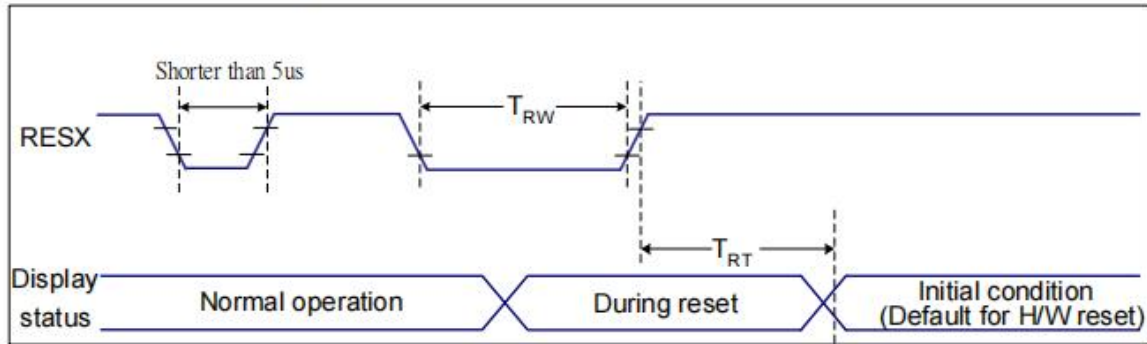 Shorter than 5us
RESX
TRW
TRT
Display
status
Normal operation
During reset
Initial condition
(Default for H/W reset)